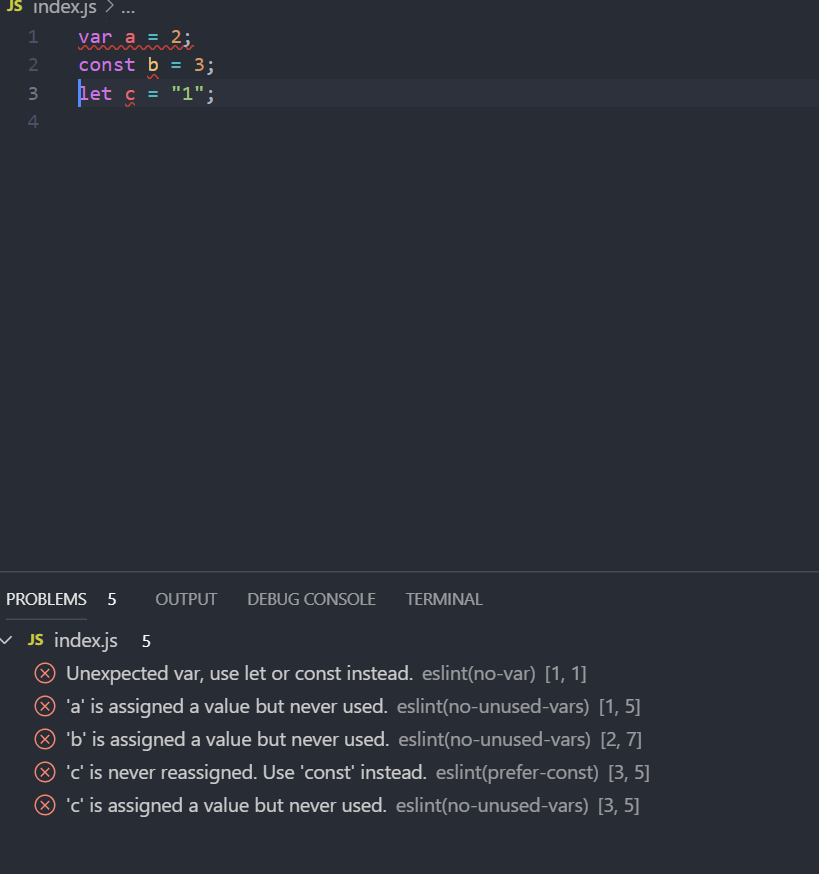 JS index.js > ...
1 var a = 2;
2 const b = 3;
3 let c = "1";
4
PROBLEMS 5 OUTPUT DEBUG CONSOLE TERMINAL
JS index.js 5
Unexpected var, use let or const instead. eslint(no-var) [1, 1]
'a' is assigned a value but never used. eslint(no-unused-vars) [1, 5]
'b' is assigned a value but never used. eslint(no-unused-vars) [2, 7]
'c' is never reassigned. Use 'const' instead. eslint(prefer-const) [3, 5]
'c' is assigned a value but never used. eslint(no-unused-vars) [3, 5]